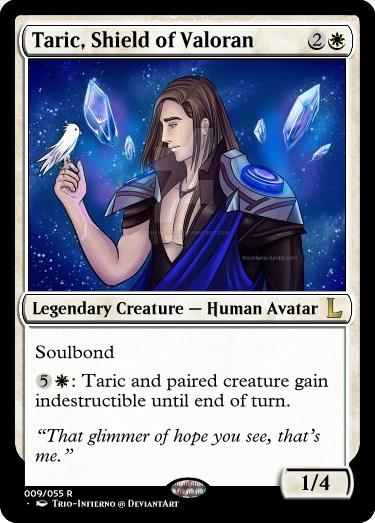 Taric, Shield of Valoran 2
Legendary Creature — Human Avatar L
Soulbond
5 : Taric and paired creature gain
indestructible until end of turn.
“That glimmer of hope you see, that's
me.”
1/4
009/055 R
Trio-Infierno @ DeviantArt